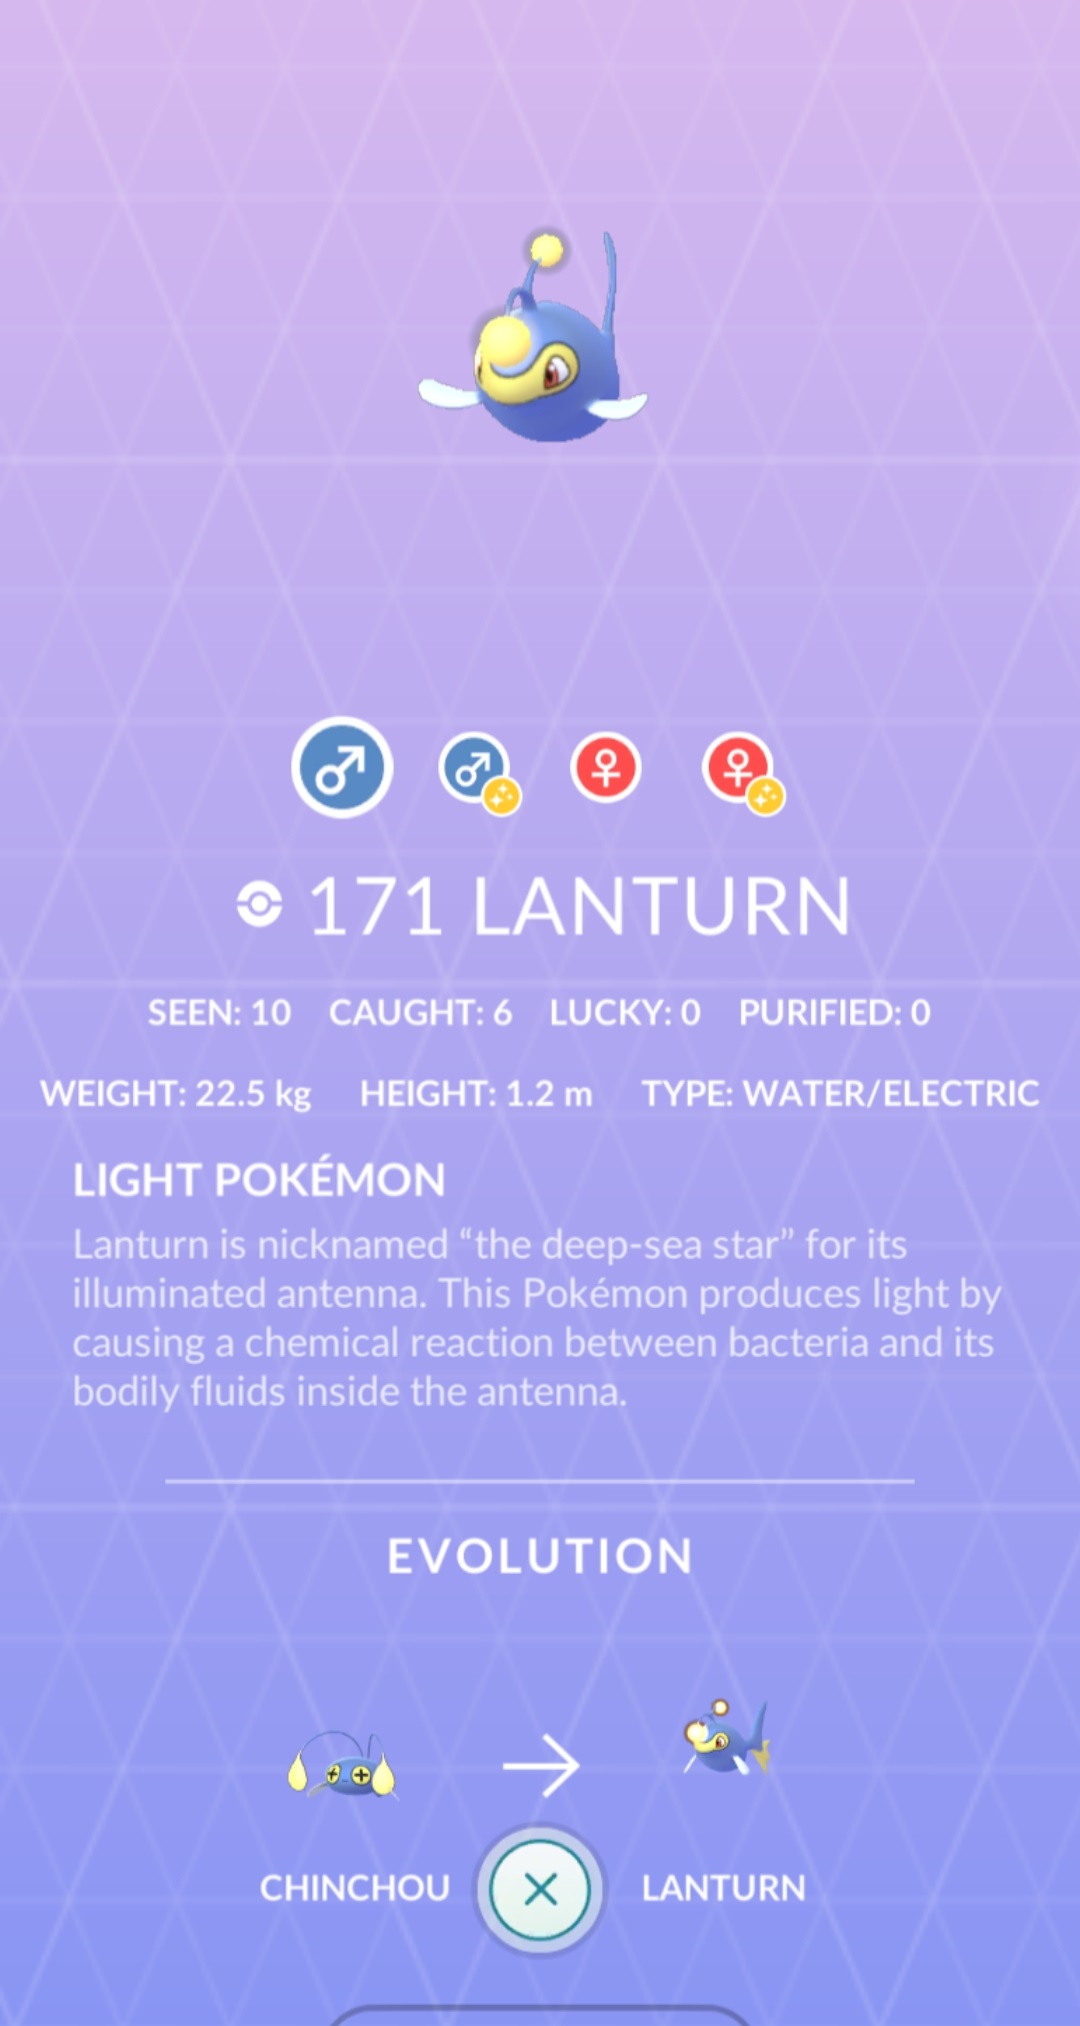 171 LANTURN
SEEN: 10 CAUGHT: 6 LUCKY: 0 PURIFIED: 0
WEIGHT: 22.5 kg HEIGHT: 1.2 m TYPE: WATER/ELECTRIC
LIGHT POKÉMON
Lanturn is nicknamed “the deep-sea star” for its
illuminated antenna. This Pokémon produces light by
causing a chemical reaction between bacteria and its
bodily fluids inside the antenna.
EVOLUTION
CHINCHOU LANTURN